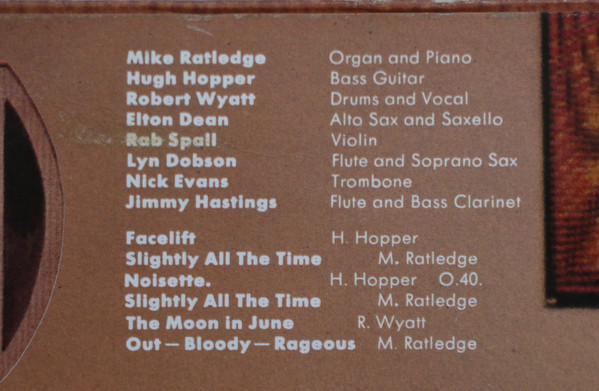 Mike Ratledge Organ and Piano
Hugh Hopper Bass Guitar
Robert Wyatt Drums and Vocal
Elton Dean Alto Sax and Saxello
Rab Spall Violin
Lyn Dobson Flute and Soprano Sax
Nick Evans Trombone
Jimmy Hastings Flute and Bass Clarinet
Facelift H. Hopper
Slightly All The Time M. Ratledge
Noisette. H. Hopper O.40.
Slightly All The Time M. Ratledge
The Moon in June R. Wyatt
Out — Bloody — Rageous M. Ratledge